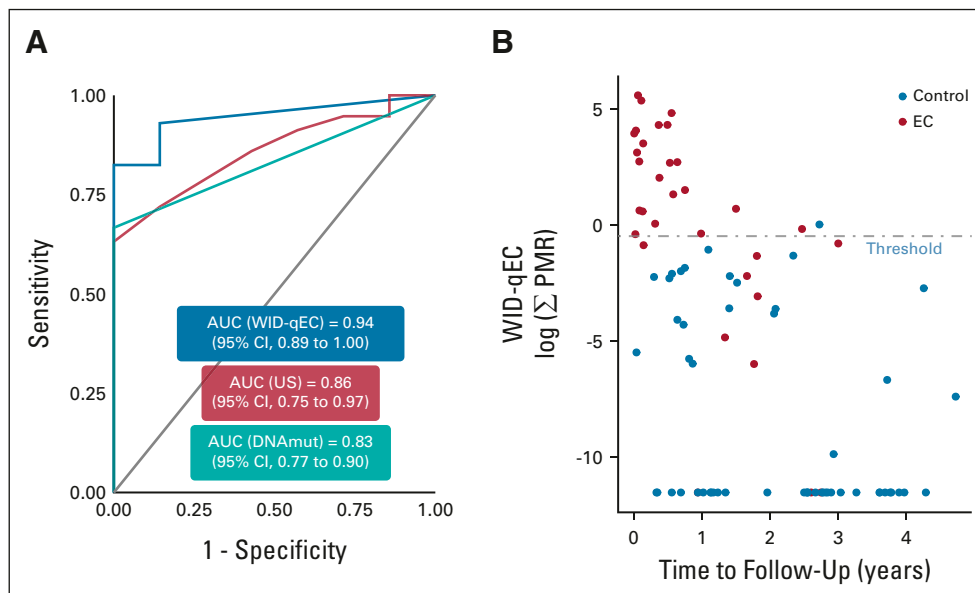 A
1.00
0.75
0.50
0.25
0.00
Sensitivity
AUC (WID-qEC) = 0.94
(95% CI, 0.89 to 1.00)
AUC (US) = 0.86
(95% CI, 0.75 to 0.97)
AUC (DNAmut) = 0.83
(95% CI, 0.77 to 0.90)
0.00 0.25 0.50 0.75 1.00
1 - Specificity
B
Control
EC
5
0
-5
-10
WID-qEC
log (∑ PMR)
Threshold
0 1 2 3 4
Time to Follow-Up (years)